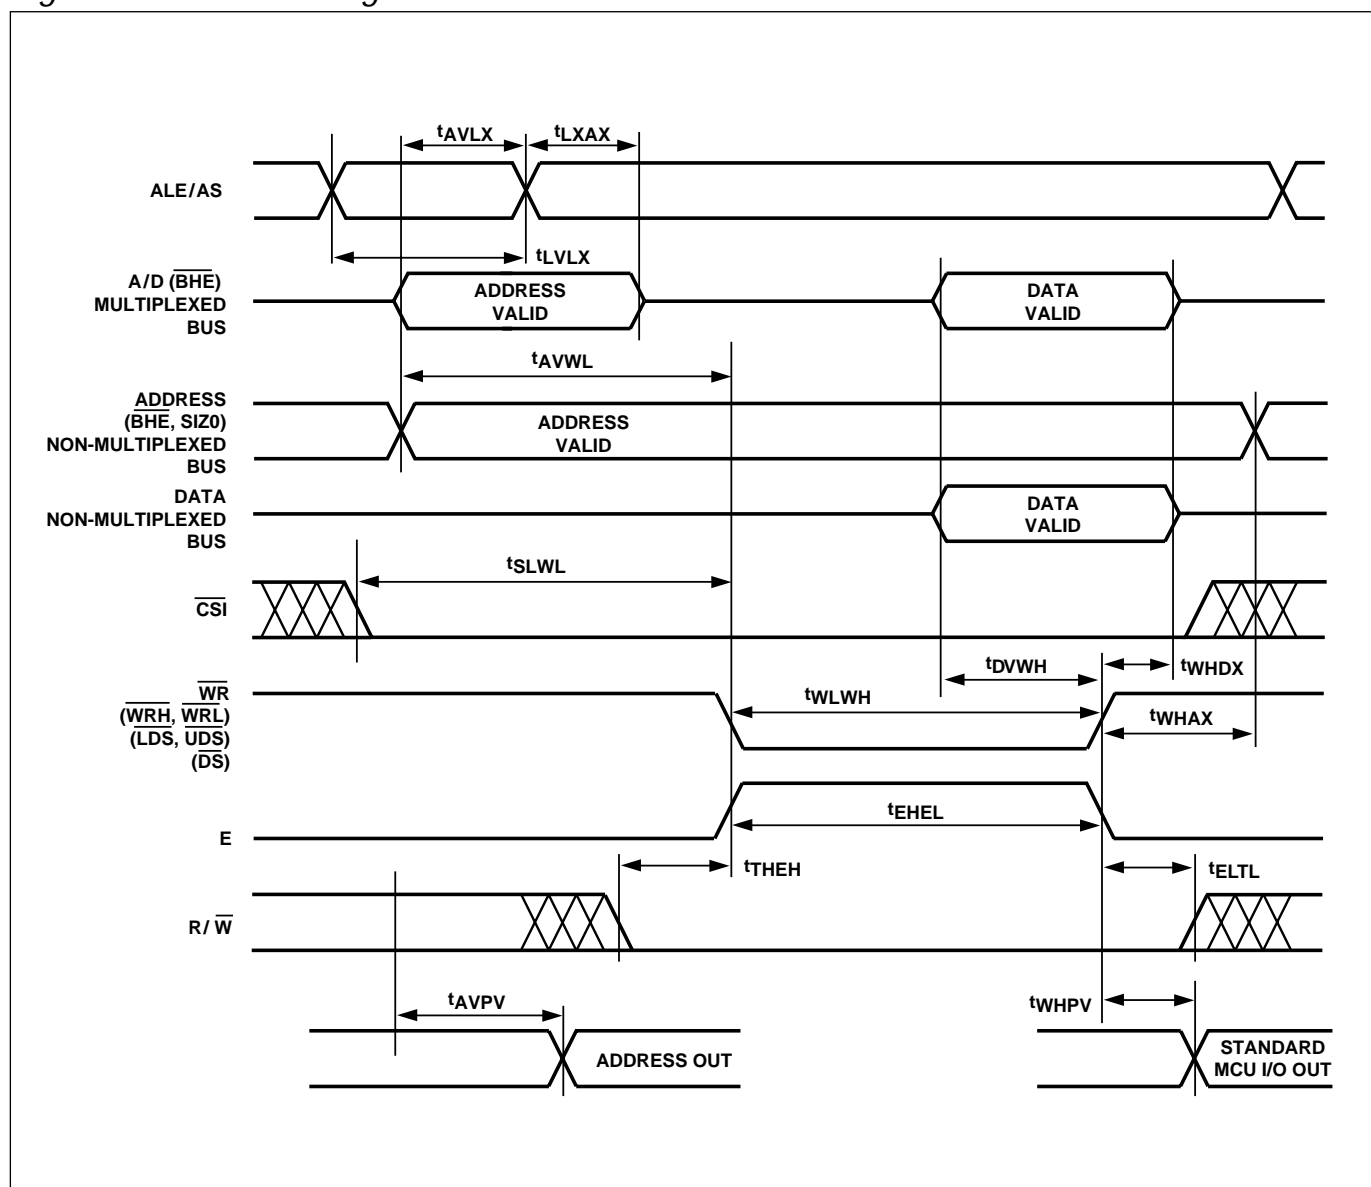 tAVLX tLXAX
ALE/AS
tLVLX
A/D (BHE)
MULTIPLEXED
BUS
ADDRESS
VALID
DATA
VALID
tAVWL
ADDRESS
(BHE, SIZ0)
NON-MULTIPLEXED
BUS
ADDRESS
VALID
DATA
NON-MULTIPLEXED
BUS
DATA
VALID
tSLWL
CSI
tDVWH tWHDX
WR
(WRH, WRL)
(LDS, UDS)
(DS)
tWLWH
tWHAX
tEHEL
E
tTHEH tELTL
R/W
tAVPV tWHPV
ADDRESS OUT
STANDARD
MCU I/O OUT